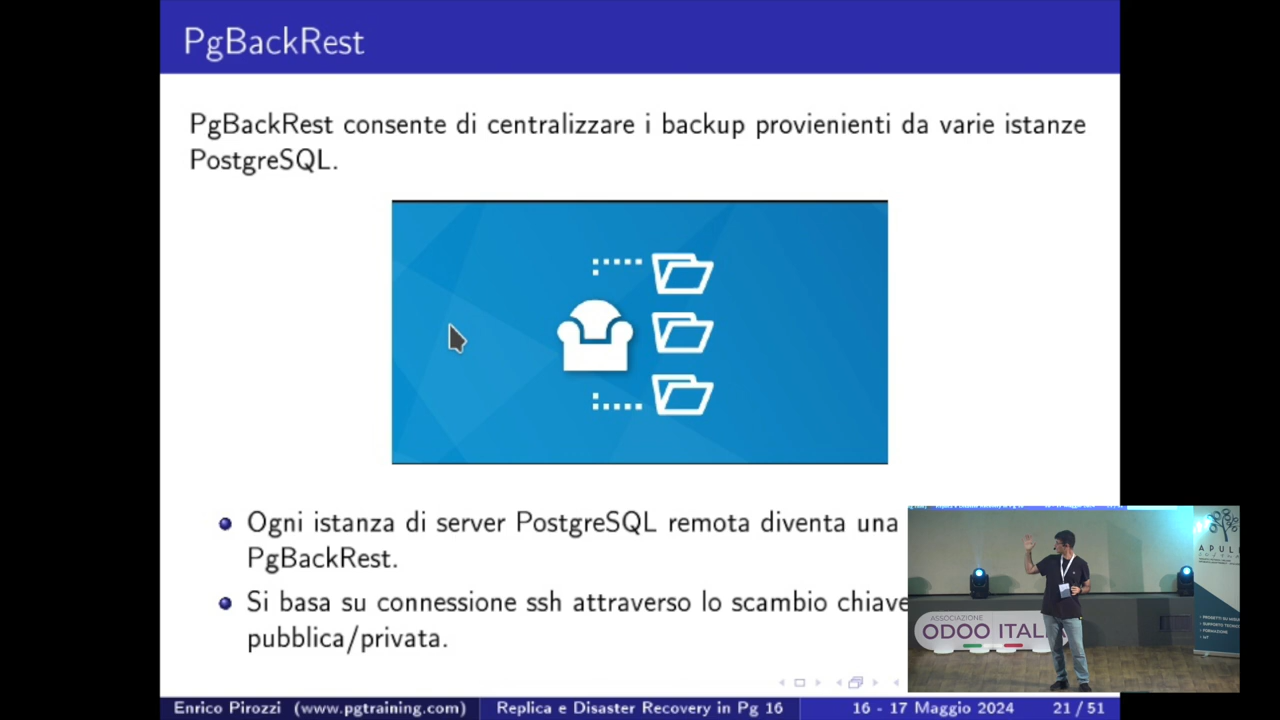 PgBackRest
PgBackRest consente di centralizzare i backup provienienti da varie istanze
PostgreSQL.
Ogni istanza di server PostgreSQL remota diventa una
PgBackRest.
Si basa su connessione ssh attraverso lo scambio chiave
pubblica/privata.
ASSOCIAZIONE
ODOO ITAL
APUL
Enrico Pirozzi (www.pgtraining.com)
Replica e Disaster Recovery in Pg 16
16 - 17 Maggio 2024
21 / 51